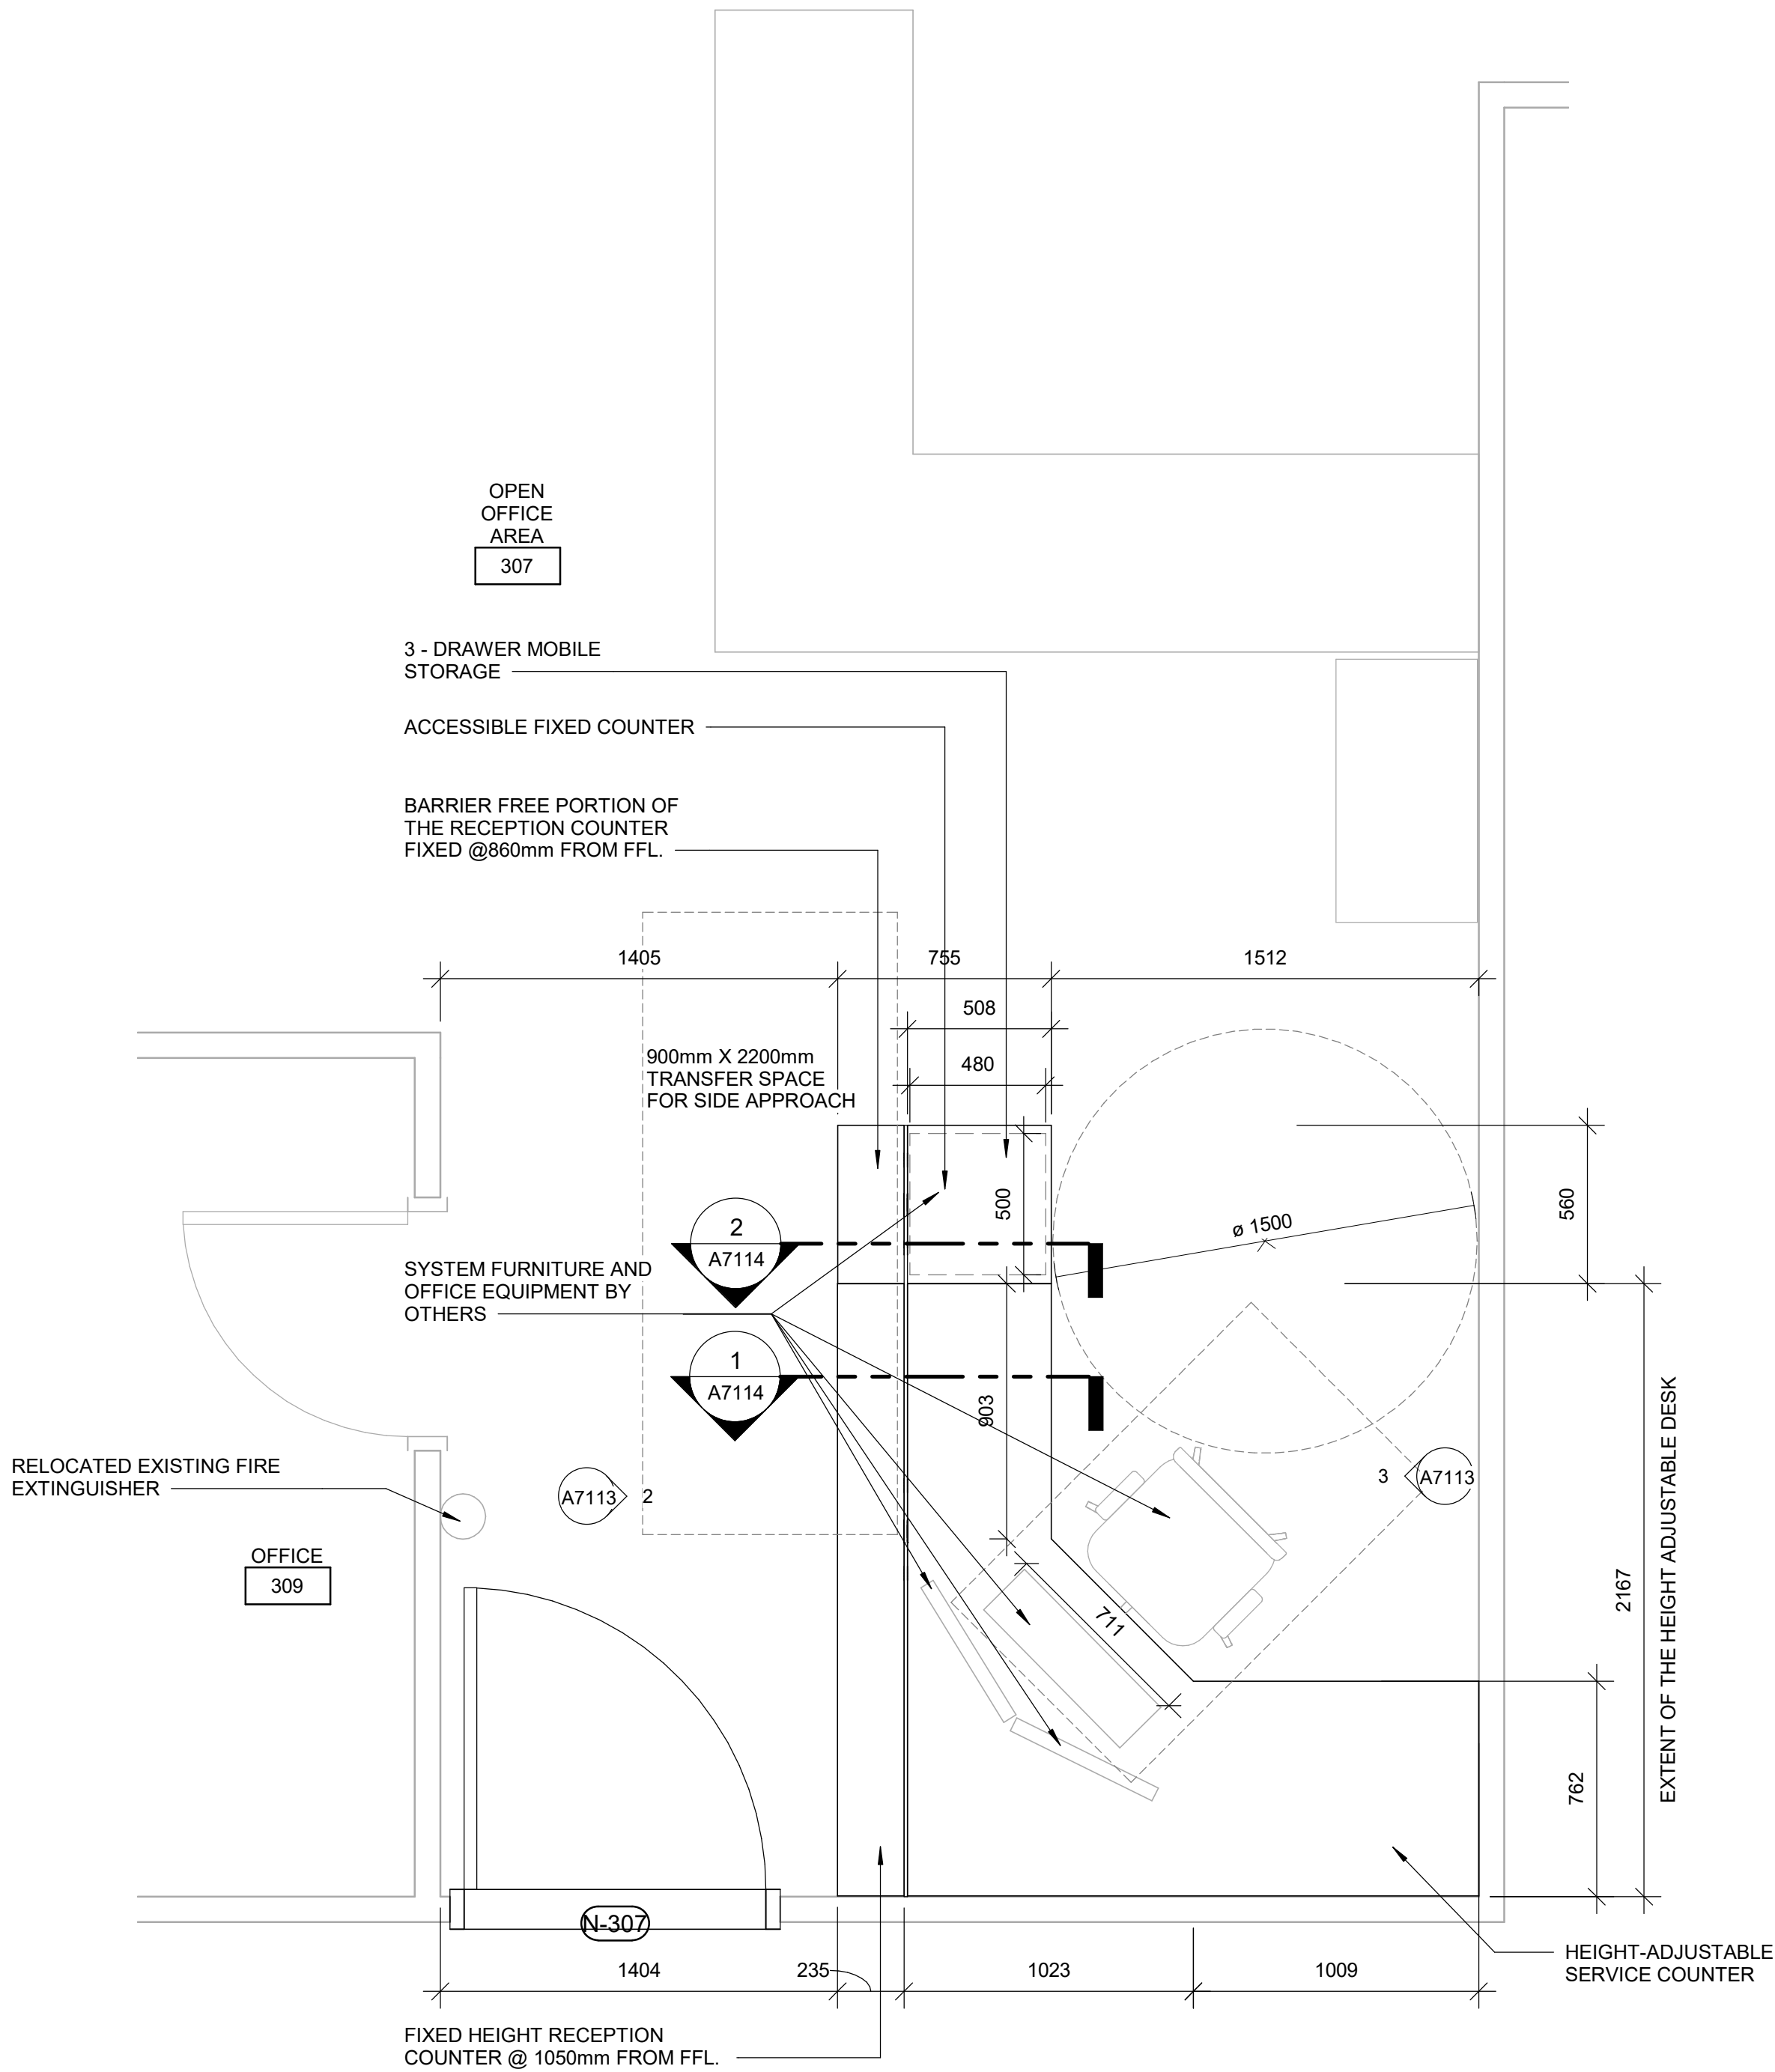 OPEN
OFFICE
AREA
307
3 - DRAWER MOBILE
STORAGE
ACCESSIBLE FIXED COUNTER
BARRIER FREE PORTION OF
THE RECEPTION COUNTER
FIXED @860mm FROM FFL.
1405
755
1512
508
480
900mm X 2200mm
TRANSFER SPACE
FOR SIDE APPROACH
500
ø 1500
560
2
A7114
SYSTEM FURNITURE AND
OFFICE EQUIPMENT BY
OTHERS
1
A7114
903
RELOCATED EXISTING FIRE
EXTINGUISHER
A7113
2
3
A7113
OFFICE
309
711
2167
EXTENT OF THE HEIGHT ADJUSTABLE DESK
762
N-307
HEIGHT-ADJUSTABLE
SERVICE COUNTER
1404
235
1023
1009
FIXED HEIGHT RECEPTION
COUNTER @ 1050mm FROM FFL.